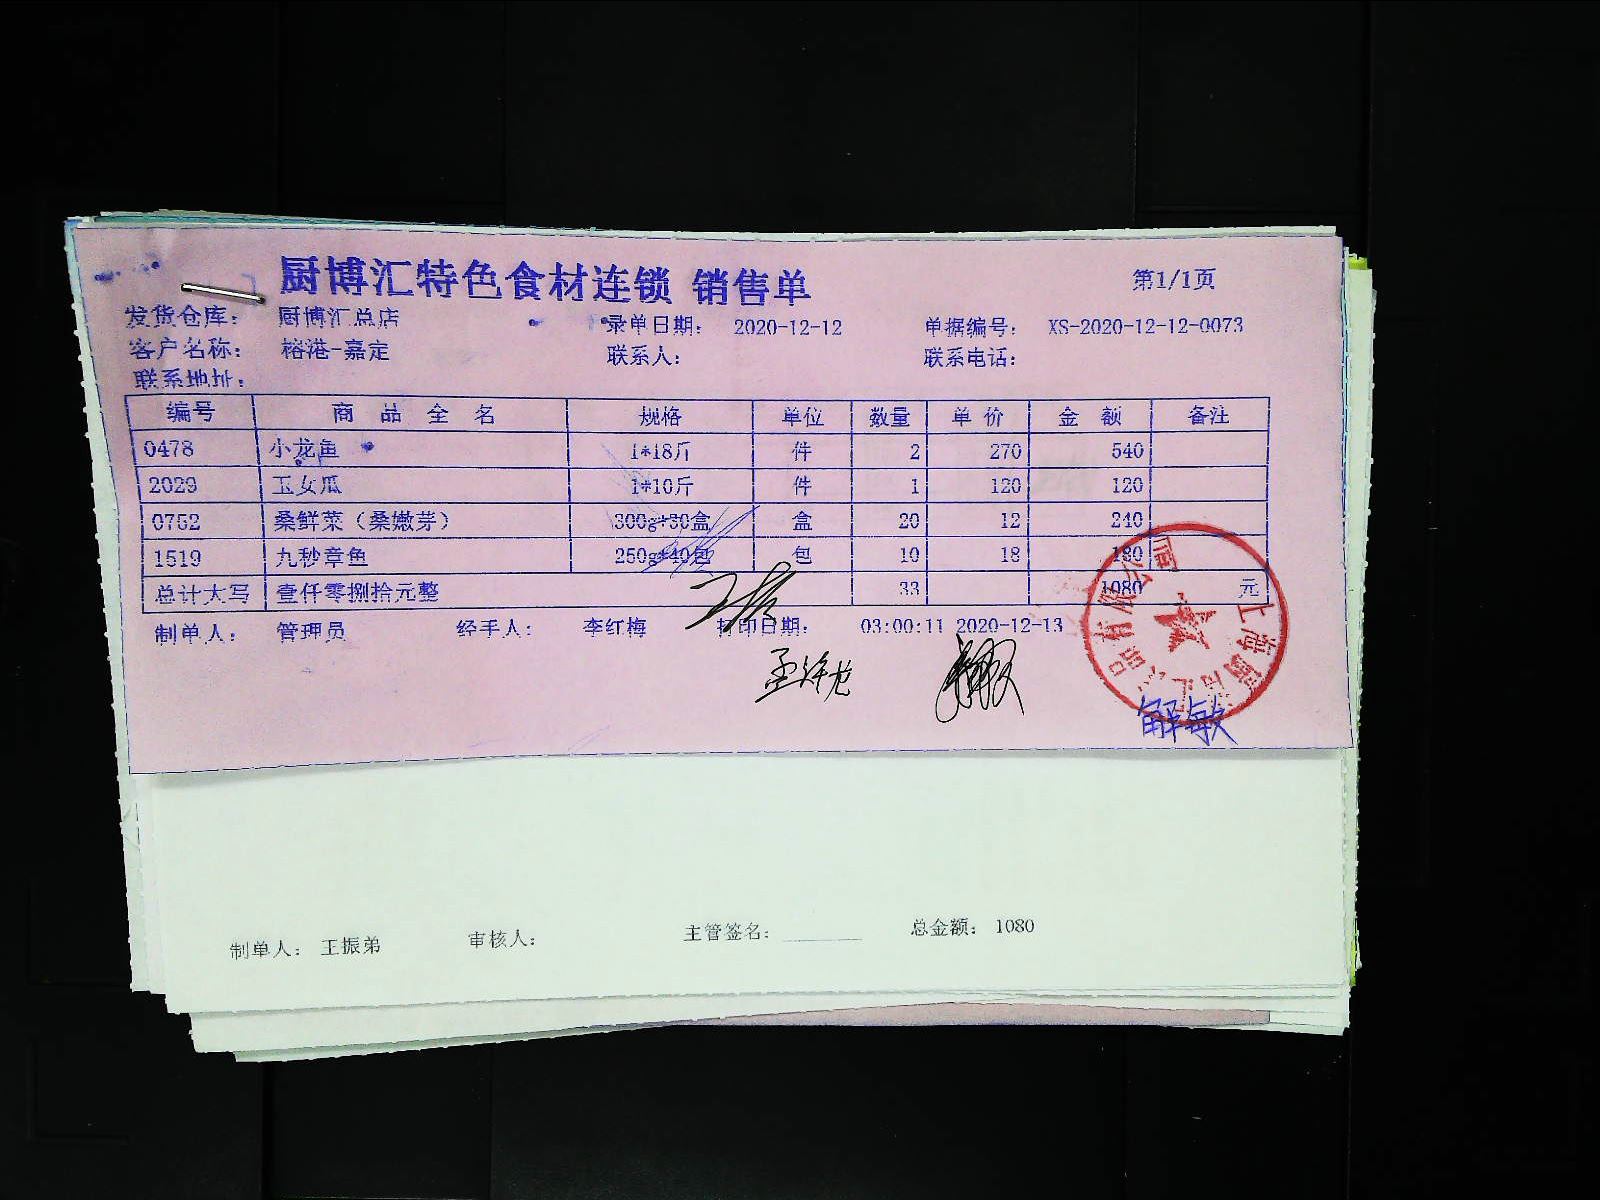 厨博汇特色食材连锁 销售单 第1/1页
发货仓库： 厨博汇总店 录单日期： 2020-12-12 单据编号： XS-2020-12-12-0073
客户名称： 榕港-嘉定 联系人： 联系电话：
联系地址：
编号 商品全名 规格 单位 数量 单价 金额 备注
0478 小龙鱼 1*18斤 件 2 270 540
2029 玉女瓜 1*10斤 件 1 120 120
0752 桑鲜菜（桑嫩芽） 300g*30盒 盒 20 12 240
1519 九秒章鱼 250g*40包 包 10 18 180
总计大写 壹仟零捌拾元整 33 1080 元
制单人： 管理员 经手人： 李红梅 打印日期： 03:00:11 2020-12-13
解敏
制单人： 王振弟 审核人： 主管签名： 总金额： 1080